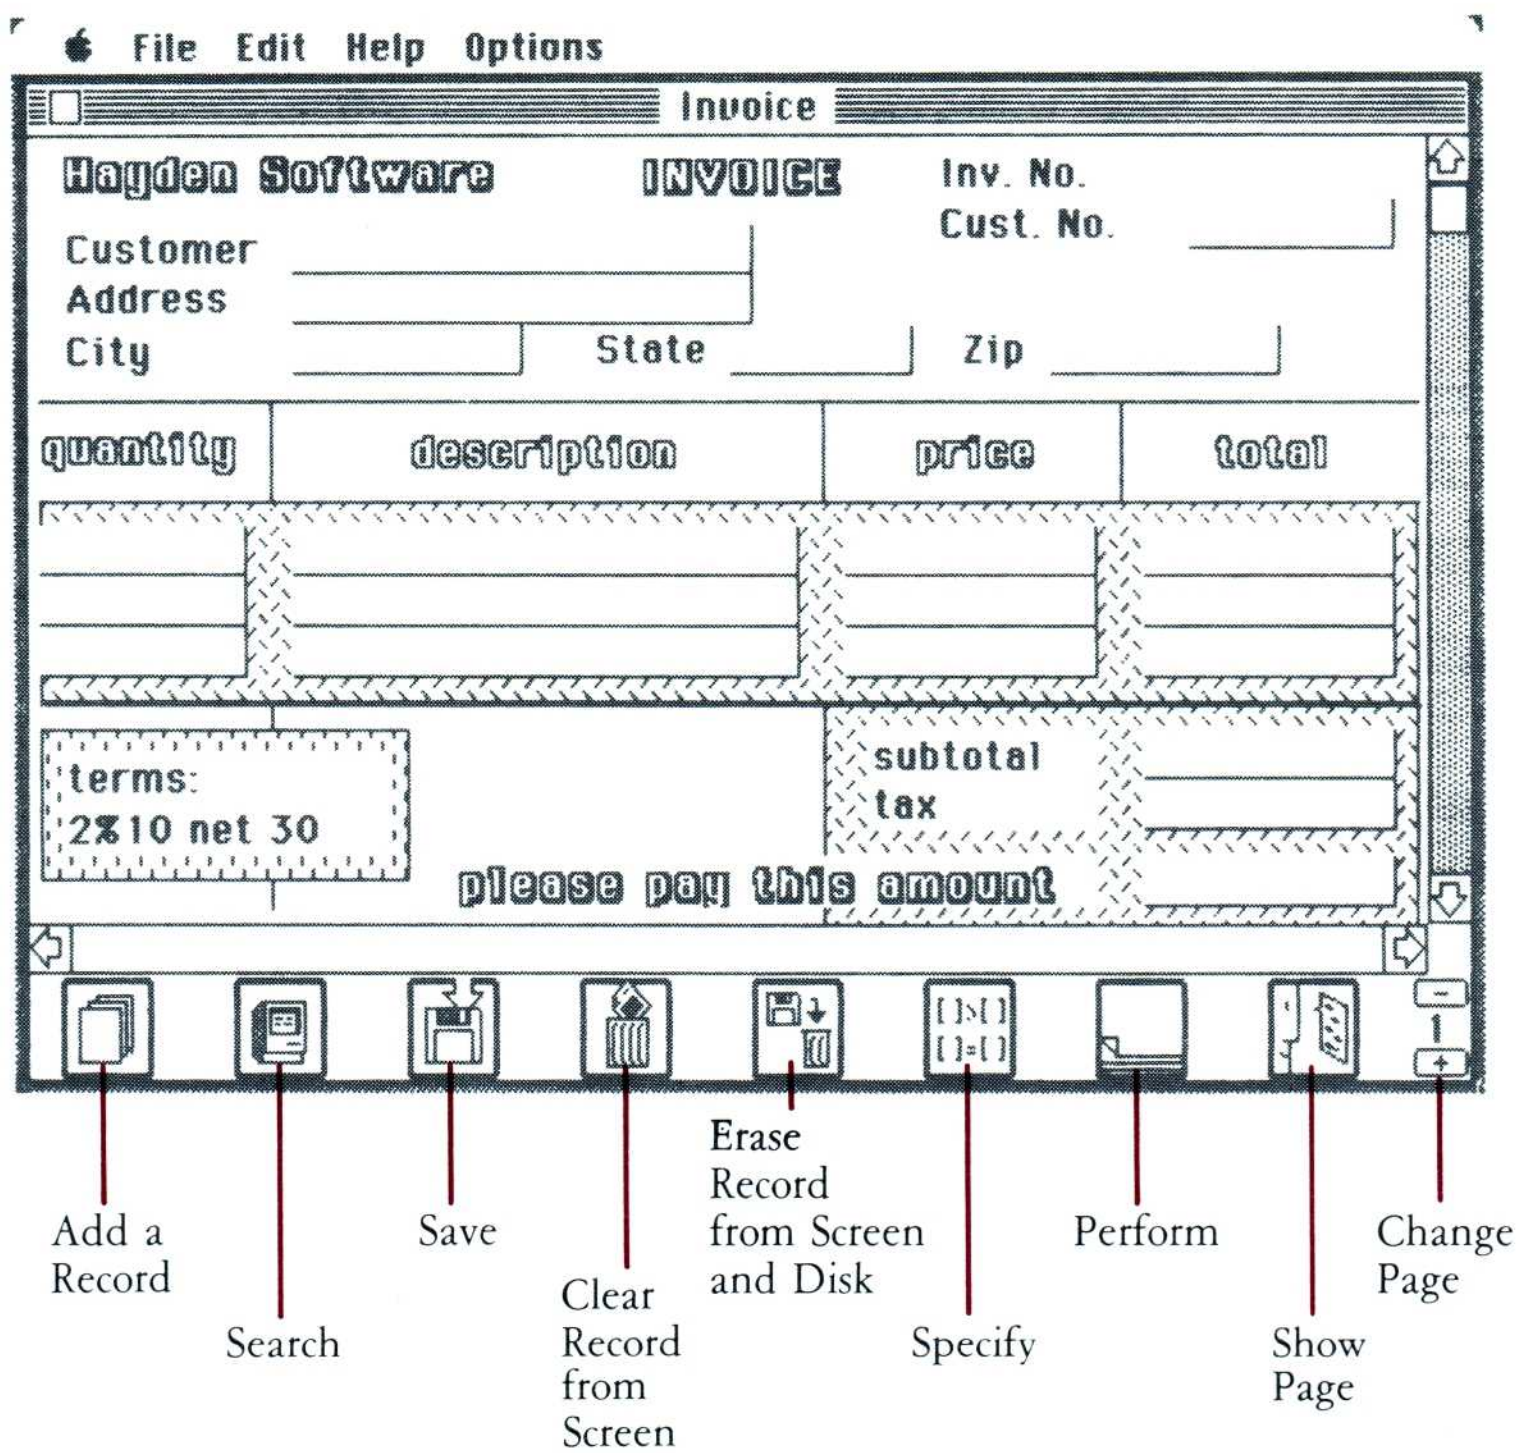 File Edit Help Options
Invoice
Hayden Software INVOICE Inv. No.
Cust. No.
Customer
Address
City State Zip
quantity description price total
subtotal
tax
terms:
2%10 net 30
please pay this amount
[ ]>[ ]
[ ]=[ ]
-
1
+
Add a
Record
Search
Save
Clear
Record
from
Screen
Erase
Record
from Screen
and Disk
Specify
Perform
Show
Page
Change
Page